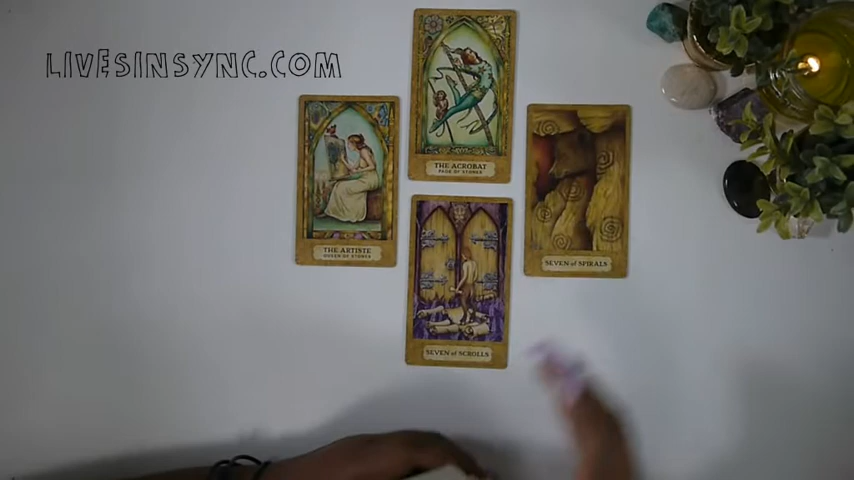 LIVESINSYNC.COM
THE ACROBAT
PAGE OF STONES
THE ARTISTE
QUEEN OF STONES
SEVEN of SPIRALS
SEVEN of SCROLLS